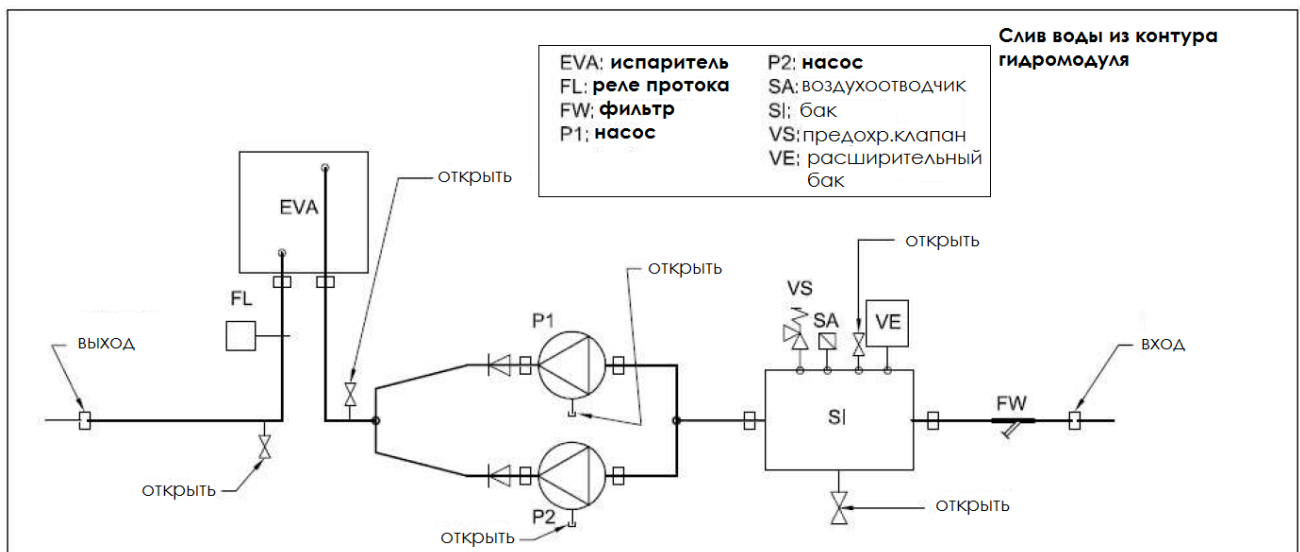 Слив воды из контура
гидромодуля
EVA: испаритель
FL: реле протока
FW: фильтр
P1: насос
P2: насос
SA: воздухоотводчик
SI: бак
VS: предохр.клапан
VE: расширительный
бак
открыть
EVA
открыть
открыть
FL
VS
P1
SA
VE
выход
вход
FW
SI
открыть
открыть
P2
открыть